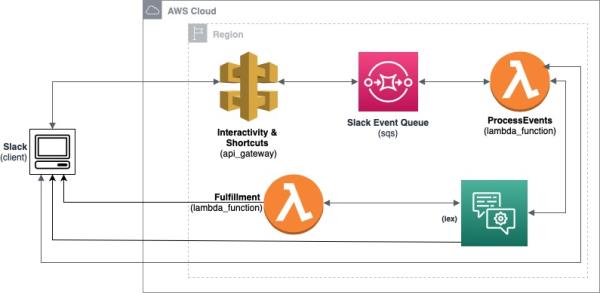 AWS Cloud
Region
Interactivity &
Shortcuts
(api_gateway)
Slack Event Queue
(sqs)
ProcessEvents
(lambda_function)
Slack
(client)
Fulfillment
(lambda_function)
(lex)